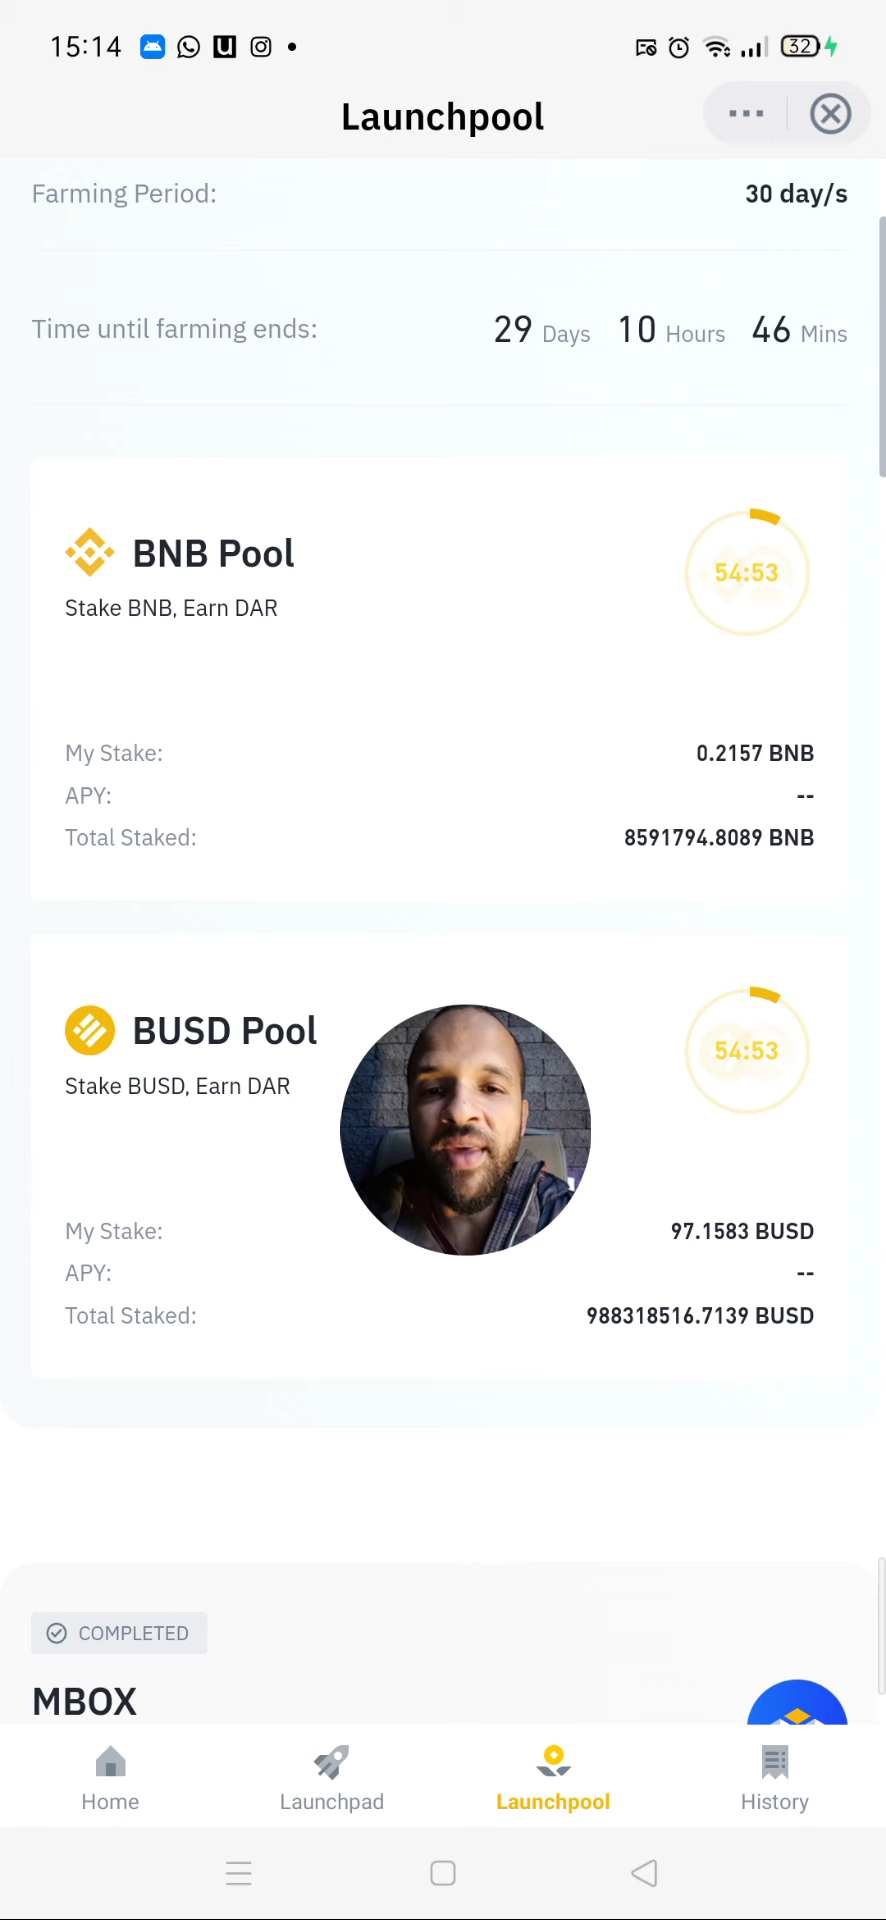 15:14
32
Launchpool
Farming Period:
30 day/s
Time until farming ends:
29 Days 10 Hours 46 Mins
BNB Pool
54:53
Stake BNB, Earn DAR
My Stake:
0.2157 BNB
APY:
--
Total Staked:
8591794.8089 BNB
BUSD Pool
54:53
Stake BUSD, Earn DAR
My Stake:
97.1583 BUSD
APY:
--
Total Staked:
988318516.7139 BUSD
COMPLETED
MBOX
Home
Launchpad
Launchpool
History